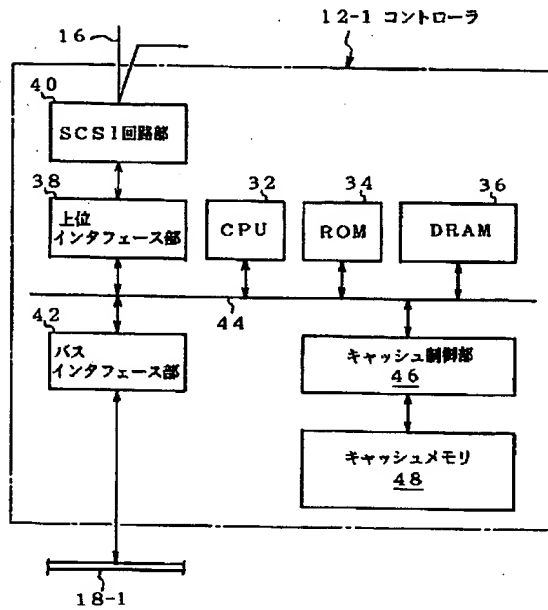 12-1 コントローラ
16
40
SCSI回路部
38
上位
インタフェース部
32
CPU
34
ROM
36
DRAM
44
42
バス
インタフェース部
キャッシュ制御部
46
キャッシュメモリ
48
18-1